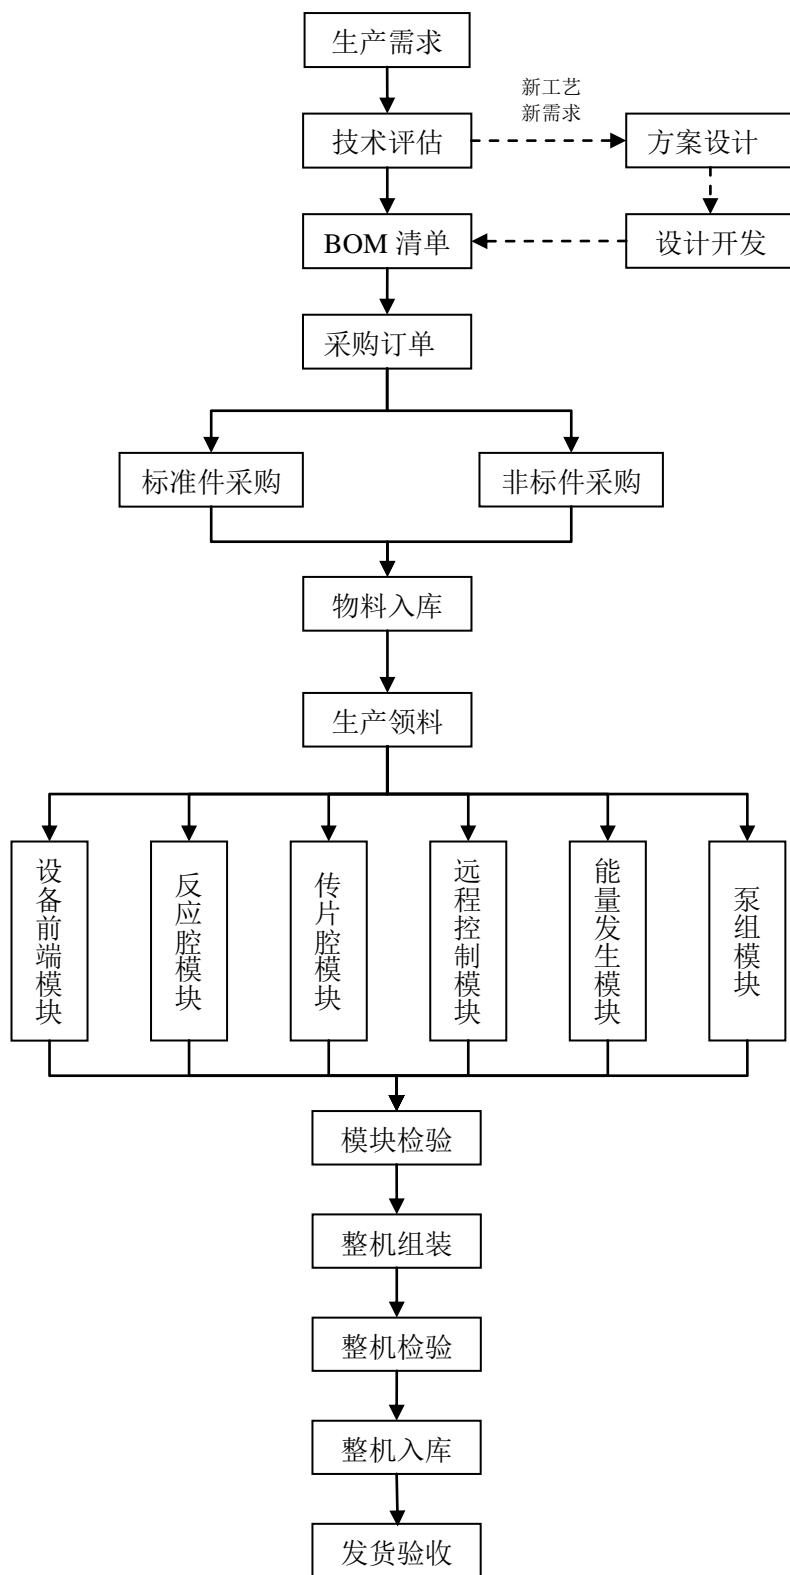 生产需求
新工艺
新需求
技术评估
方案设计
BOM 清单
设计开发
采购订单
标准件采购
非标件采购
物料入库
生产领料
设备前端模块
反应腔模块
传片腔模块
远程控制模块
能量发生模块
泵组模块
模块检验
整机组装
整机检验
整机入库
发货验收